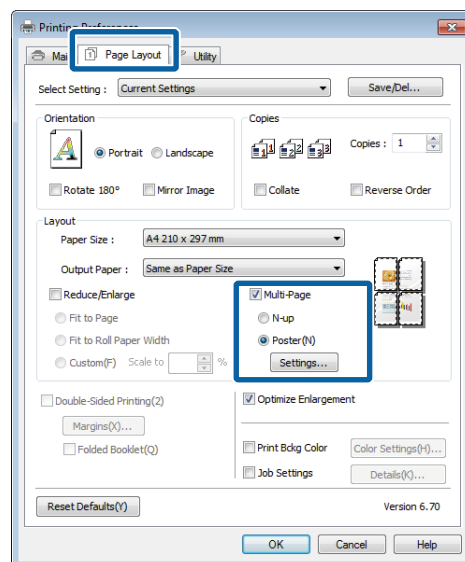 Printing Preferences
Main Page Layout Utility
Select Setting : Current Settings Save/Del...
Orientation Copies
Portrait Landscape Copies : 1
Rotate 180° Mirror Image Collate Reverse Order
Layout
Paper Size : A4 210 x 297 mm
Output Paper : Same as Paper Size
Reduce/Enlarge Multi-Page
Fit to Page N-up
Fit to Roll Paper Width Poster(N)
Custom(F) Scale to % Settings...
Double-Sided Printing(2) Optimize Enlargement
Margins(X)...
Folded Booklet(Q) Print Bckg Color Color Settings(H)...
Job Settings Details(K)...
Reset Defaults(Y) Version 6.70
OK Cancel Help